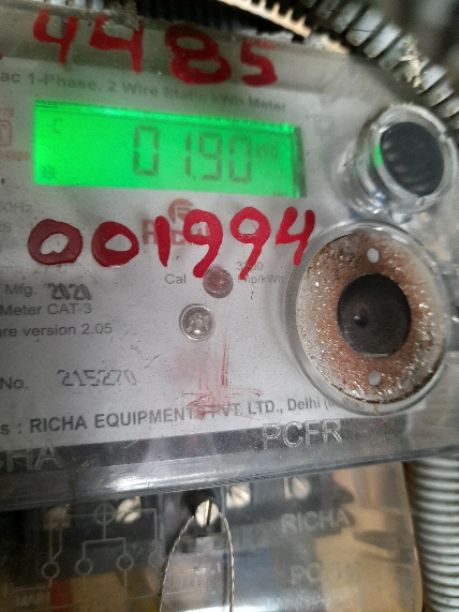 4485
ac 1-Phase, 2 Wire Static kWh Meter
01.90
50Hz
001994
Cal
3200
imp/kWh
Mfg. 2020
Meter CAT-3
are version 2.05
No. 215270
s : RICHA EQUIPMENTS PVT. LTD., Delhi
PCFR
RICHA